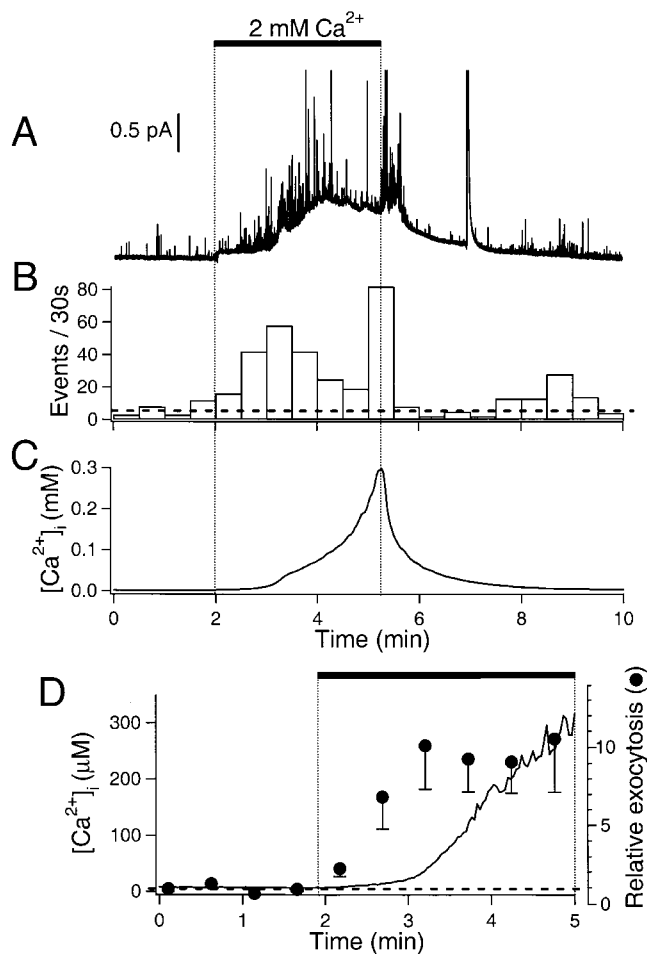 2 mM Ca²⁺
A
0.5 pA
B
Events / 30s
80
60
40
20
0
C
[Ca²⁺]ᵢ (mM)
0.3
0.2
0.1
0.0
0 2 4 6 8 10
Time (min)
D
[Ca²⁺]ᵢ (µM)
300
200
100
0
Relative exocytosis (●)
10
5
0
0 1 2 3 4 5
Time (min)